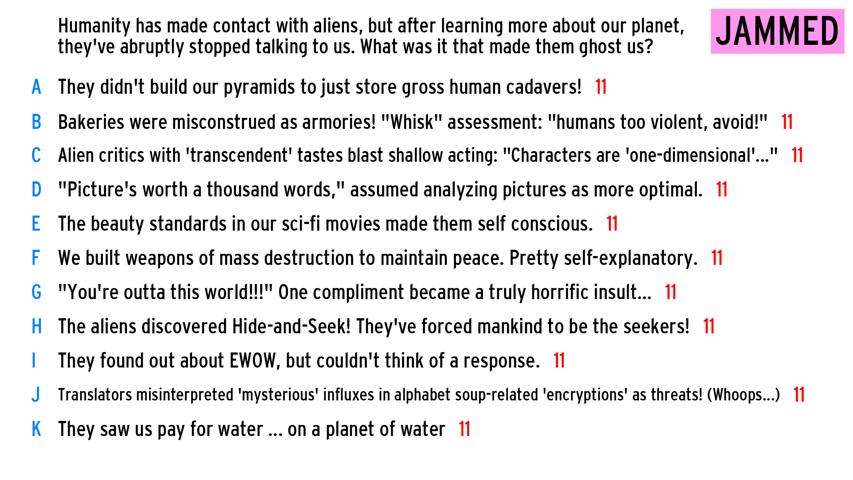 Humanity has made contact with aliens, but after learning more about our planet,
they've abruptly stopped talking to us. What was it that made them ghost us?
JAMMED
A They didn't build our pyramids to just store gross human cadavers! 11
B Bakeries were misconstrued as armories! "Whisk" assessment: "humans too violent, avoid!" 11
C Alien critics with 'transcendent' tastes blast shallow acting: "Characters are 'one-dimensional'..." 11
D "Picture's worth a thousand words," assumed analyzing pictures as more optimal. 11
E The beauty standards in our sci-fi movies made them self conscious. 11
F We built weapons of mass destruction to maintain peace. Pretty self-explanatory. 11
G "You're outta this world!!!" One compliment became a truly horrific insult... 11
H The aliens discovered Hide-and-Seek! They've forced mankind to be the seekers! 11
I They found out about EWOW, but couldn't think of a response. 11
J Translators misinterpreted 'mysterious' influxes in alphabet soup-related 'encryptions' as threats! (Whoops...) 11
K They saw us pay for water ... on a planet of water 11